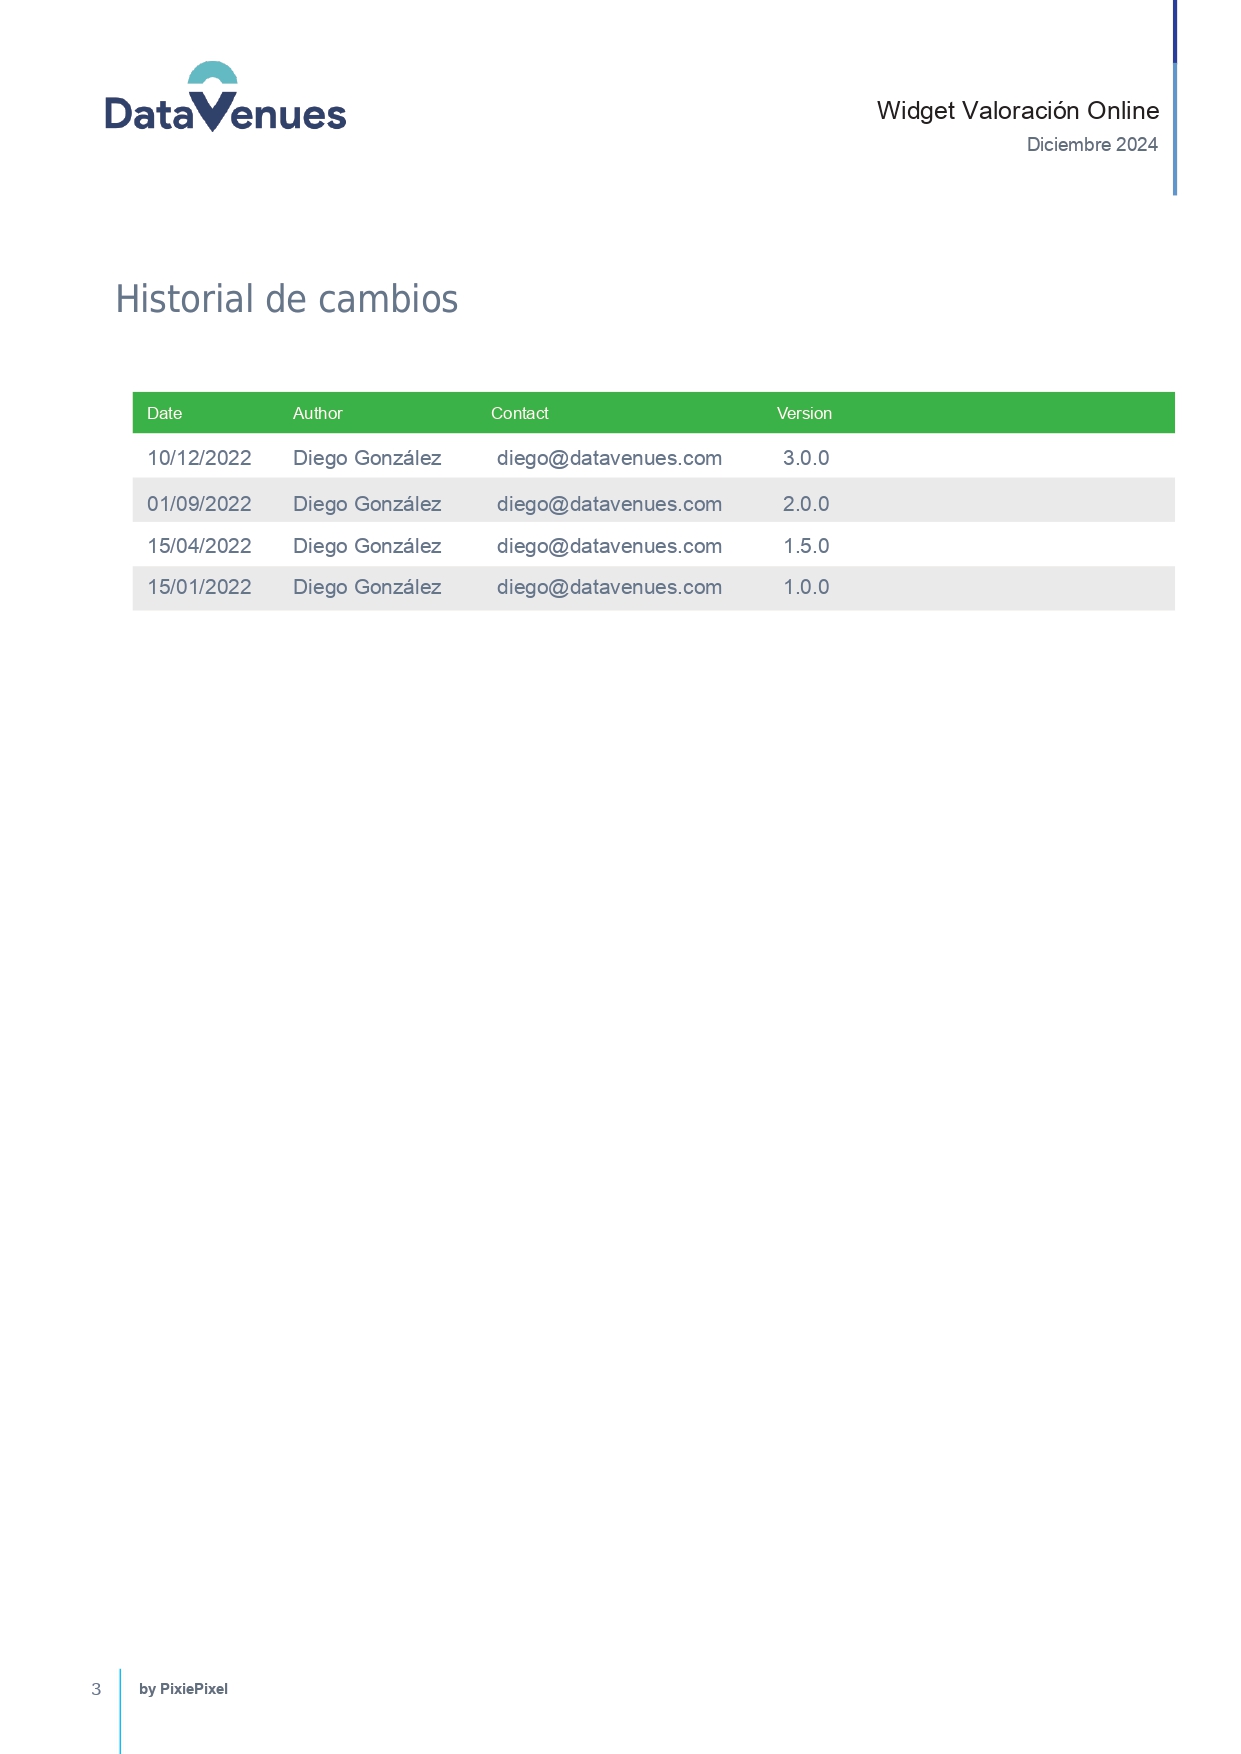 DataVenues
Widget Valoración Online
Diciembre 2024
Historial de cambios
Date Author Contact Version
10/12/2022 Diego González diego@datavenues.com 3.0.0
01/09/2022 Diego González diego@datavenues.com 2.0.0
15/04/2022 Diego González diego@datavenues.com 1.5.0
15/01/2022 Diego González diego@datavenues.com 1.0.0
3 by PixiePixel